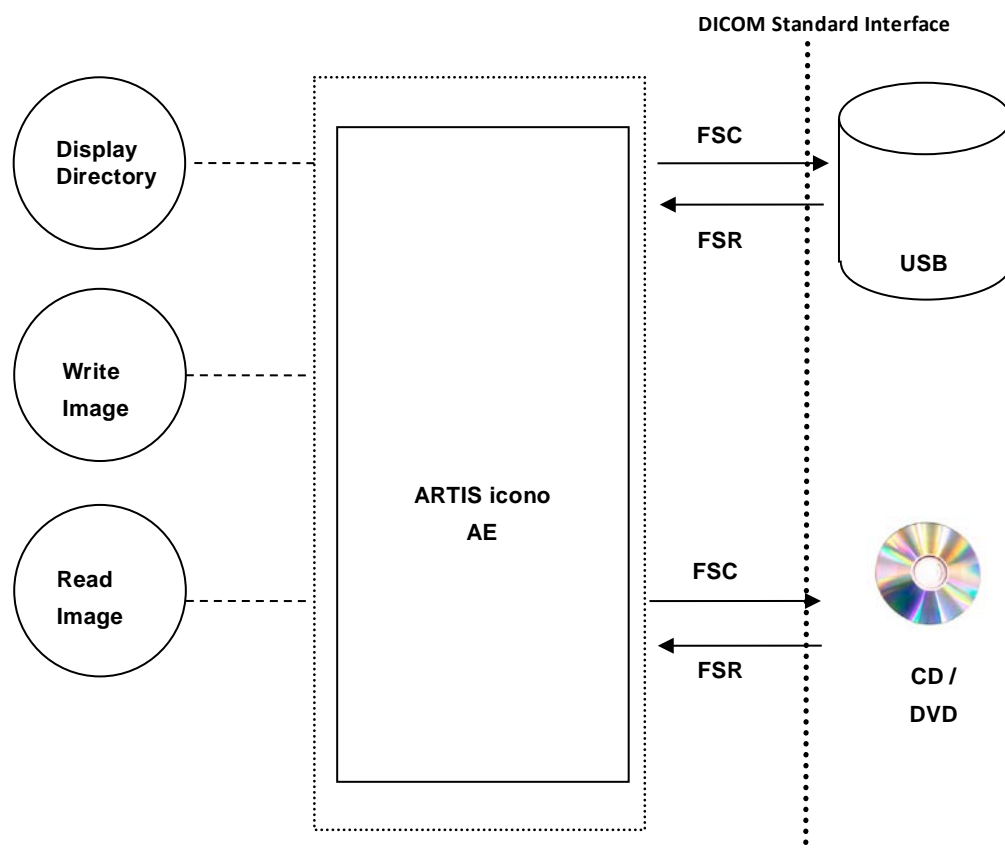 DICOM Standard Interface
Display
Directory
FSC
FSR
USB
Write
Image
ARTIS icono
AE
Read
Image
FSC
FSR
CD /
DVD